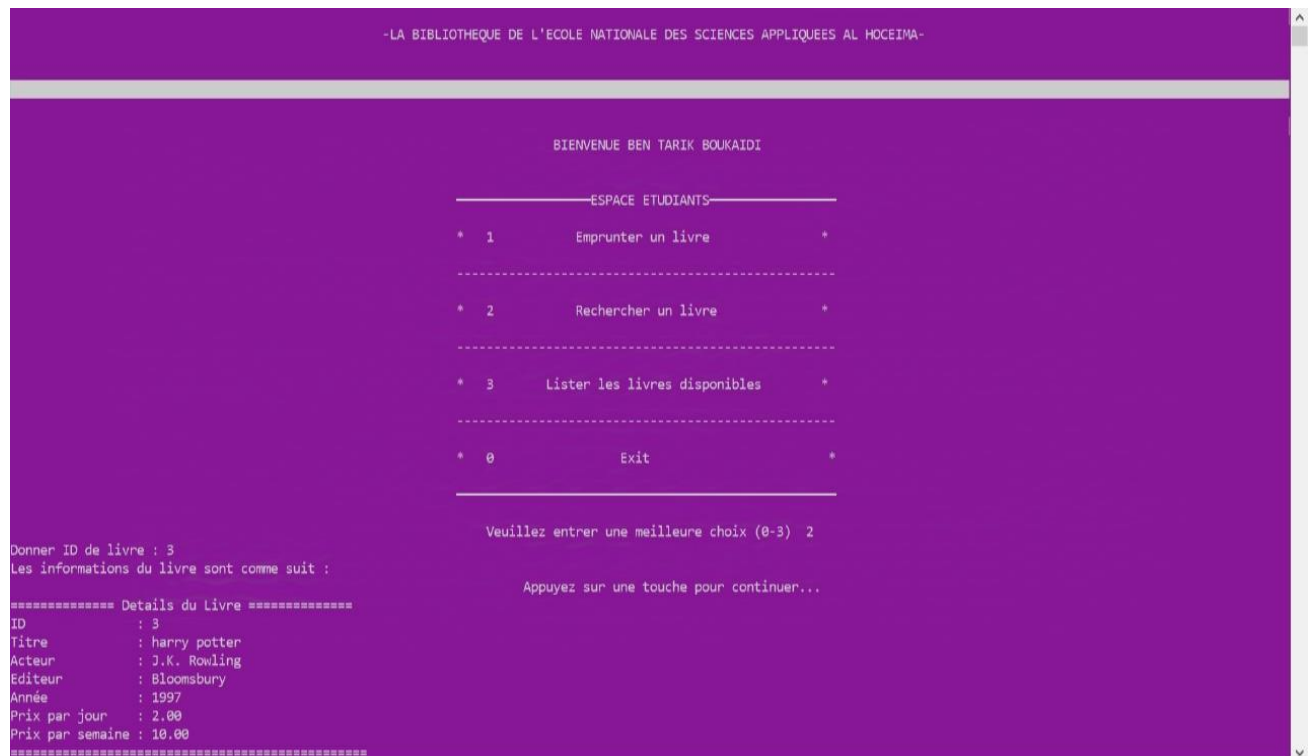 -LA BIBLIOTHEQUE DE L'ECOLE NATIONALE DES SCIENCES APPLIQUEES AL HOCEIMA-
BIENVENUE BEN TARIK BOUKAIDI
ESPACE ETUDIANTS
* 1 Emprunter un livre *
--------------------------------------------------
* 2 Rechercher un livre *
--------------------------------------------------
* 3 Lister les livres disponibles *
--------------------------------------------------
* 0 Exit *
Veuillez entrer une meilleure choix (0-3) 2
Donner ID de livre : 3
Les informations du livre sont comme suit :
Appuyez sur une touche pour continuer...
============== Details du Livre ==============
ID : 3
Titre : harry potter
Acteur : J.K. Rowling
Editeur : Bloomsbury
Année : 1997
Prix par jour : 2.00
Prix par semaine : 10.00
================================================